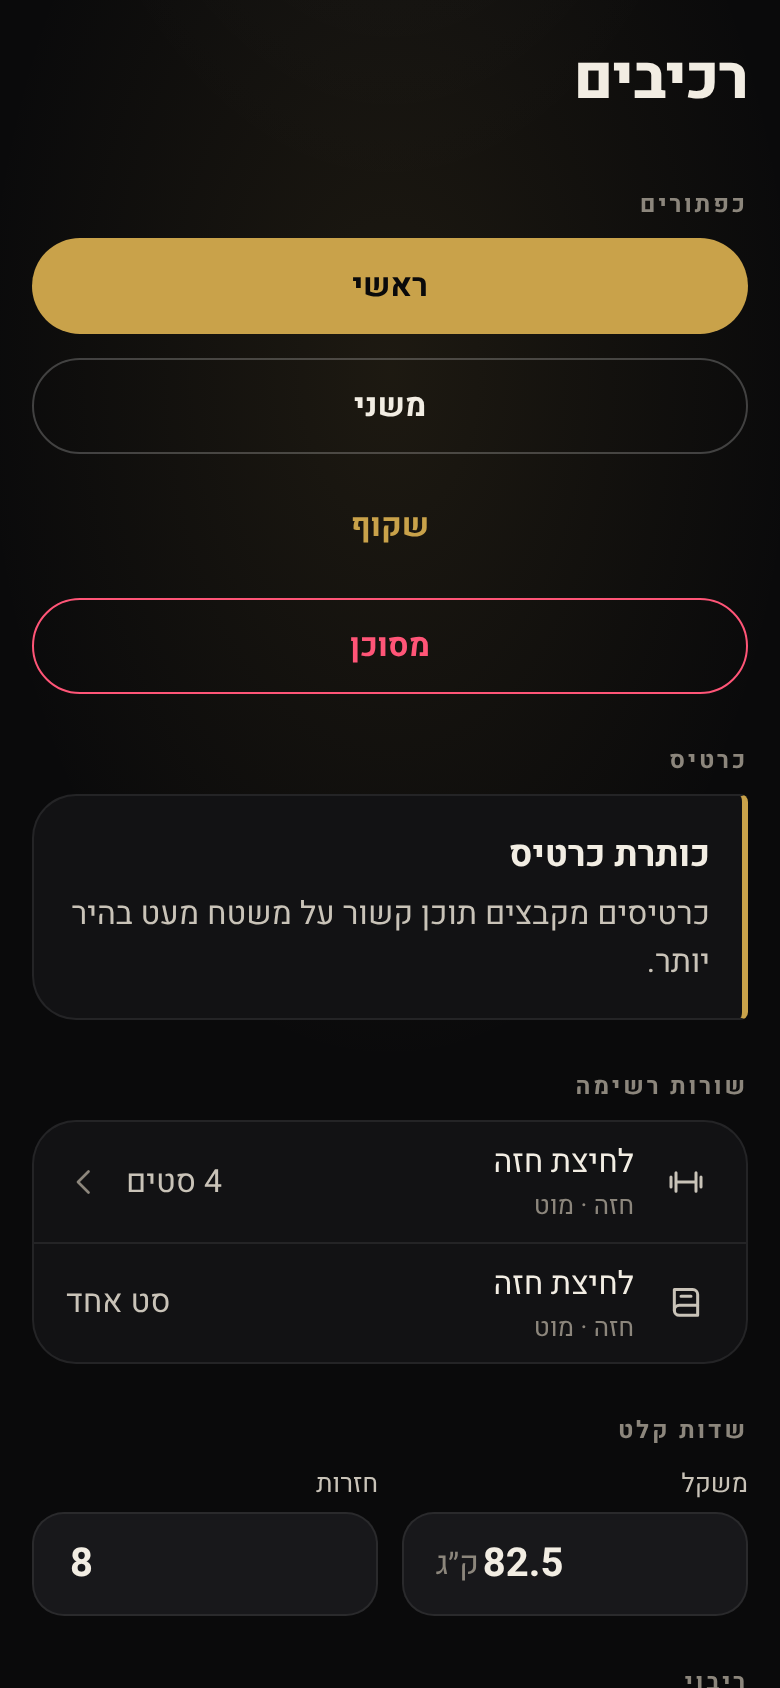 רכיבים
כפתורים
ראשי
משני
שקוף
מסוכן
כרטיס
כותרת כרטיס
כרטיסים מקבצים תוכן קשור על משטח מעט בהיר
יותר.
שורות רשימה
לחיצת חזה
חזה · מוט
4 סטים
לחיצת חזה
חזה · מוט
סט אחד
שדות קלט
משקל
חזרות
82.5 ק״ג
8
ריבוי